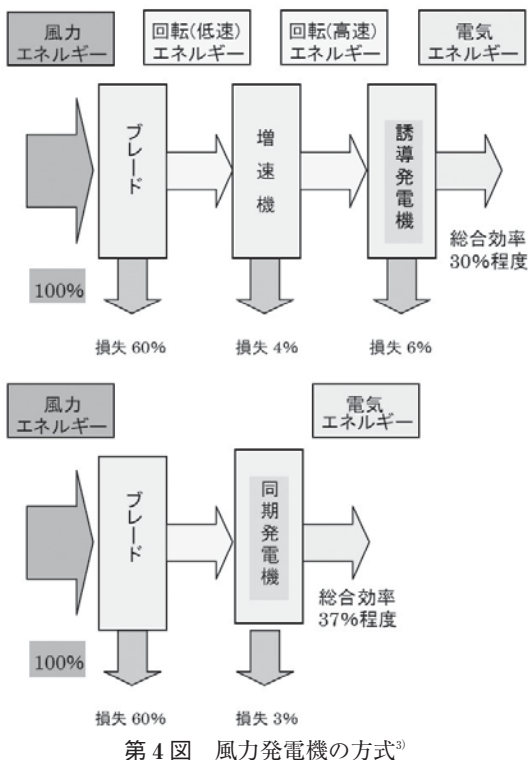 風力
エネルギー
回転(低速)
エネルギー
回転(高速)
エネルギー
電気
エネルギー
ブレード
増速機
誘導発電機
総合効率
30%程度
100%
損失 60%
損失 4%
損失 6%
風力
エネルギー
電気
エネルギー
ブレード
同期発電機
総合効率
37%程度
100%
損失 60%
損失 3%
第4図 風力発電機の方式3)